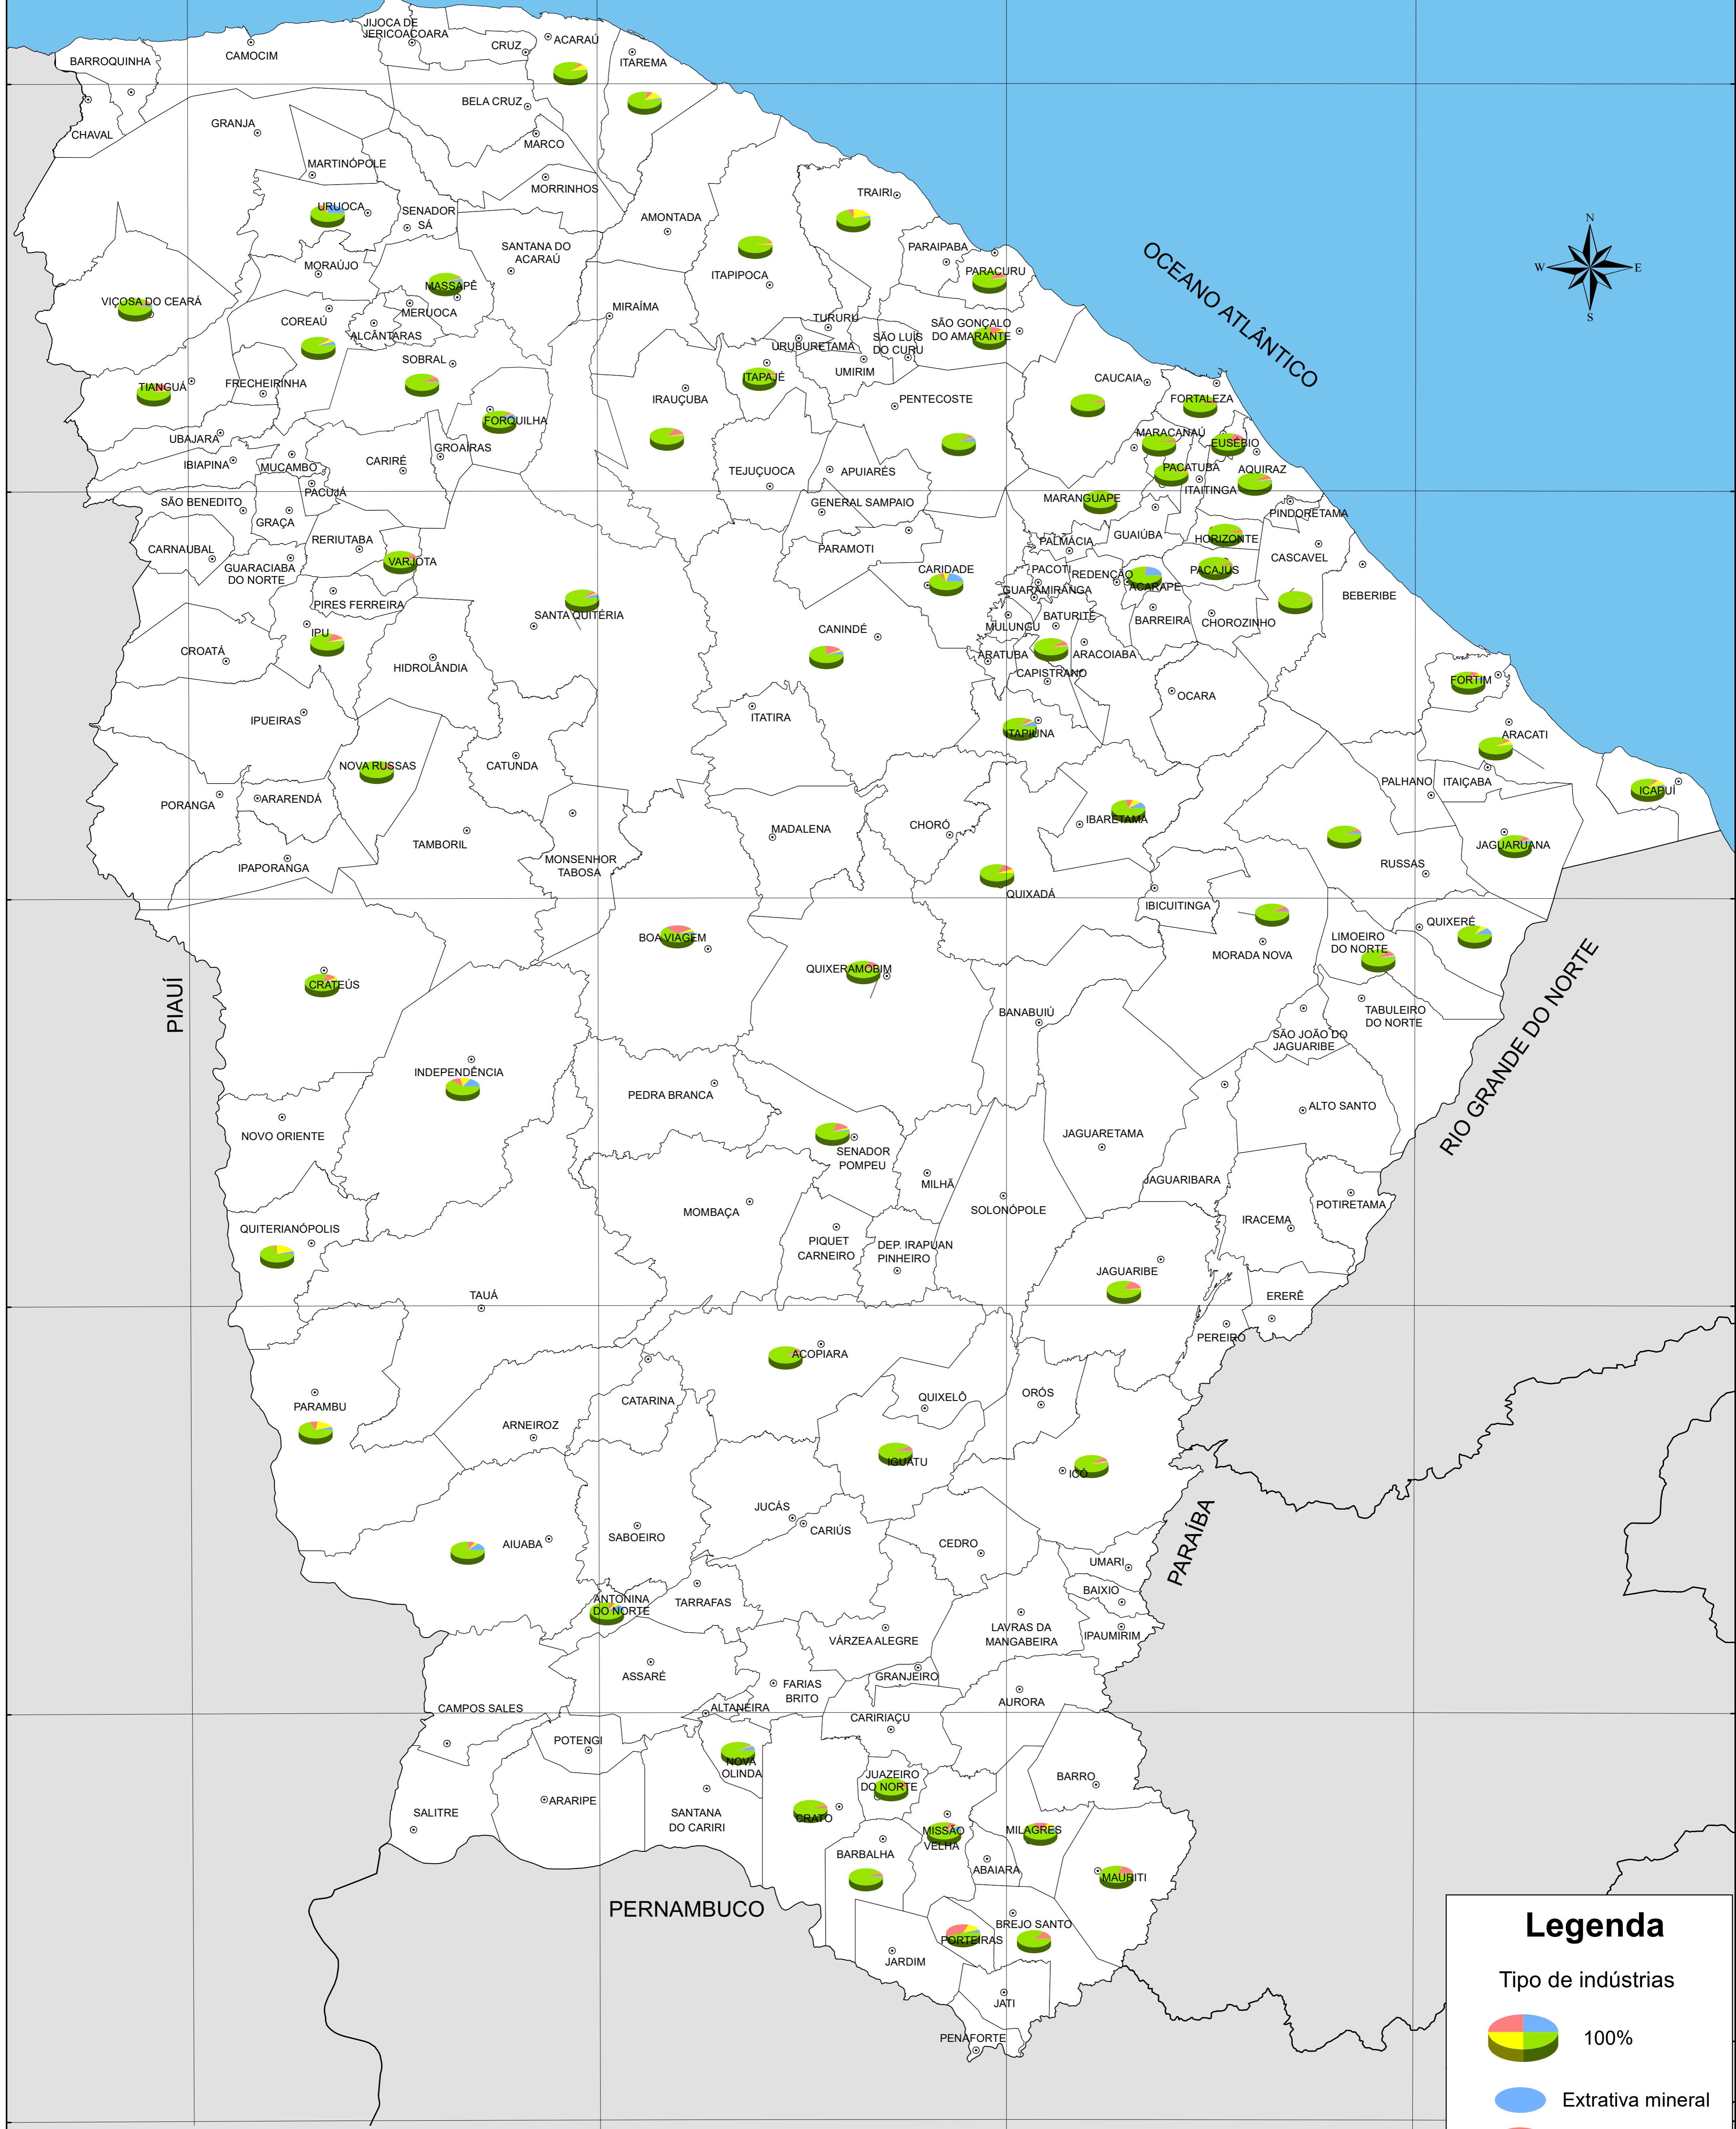 JIJOCA DE
JERICOACOARA
CRUZ
ACARAÚ
ITAREMA
BARROQUINHA
CAMOCIM
BELA CRUZ
CHAVAL
GRANJA
MARCO
MARTINÓPOLE
MORRINHOS
TRAIRI
URUOCA
SENADOR
SÁ
AMONTADA
N
W
E
S
OCEANO ATLÂNTICO
SANTANA DO
ACARAÚ
PARAIPABA
ITAPIPOCA
PARACURU
MORAÚJO
MASSAPÊ
VIÇOSA DO CEARÁ
MERUOCA
MIRAÍMA
COREAÚ
ALCÂNTARAS
TURURU
URUBURETAMA
SÃO LUÍS
DO CURU
SÃO GONÇALO
DO AMARANTE
SOBRAL
UMIRIM
ITAPAJÉ
CAUCAIA
TIANGUÁ
FRECHEIRINHA
IRAUÇUBA
PENTECOSTE
FORTALEZA
FORQUILHA
UBAJARA
MARACANAÚ
EUSÉBIO
GROAÍRAS
IBIAPINA
MUCAMBO
CARIRÉ
TEJUÇUOCA
APUIARÉS
PACATUBA
AQUIRAZ
ITAITINGA
PACUJÁ
MARANGUAPE
SÃO BENEDITO
GENERAL SAMPAIO
PINDORETAMA
GRAÇA
GUAIÚBA
RERIUTABA
PALMÁCIA
HORIZONTE
CARNAUBAL
PARAMOTI
CASCAVEL
VARJOTA
GUARACIABA
DO NORTE
CARIDADE
PACOTI
REDENÇÃO
PACAJUS
ACARAPE
GUARAMIRANGA
BEBERIBE
PIRES FERREIRA
SANTA QUITÉRIA
BATURITÉ
BARREIRA
CHOROZINHO
MULUNGU
CANINDÉ
IPU
CROATÁ
ARATUBA
ARACOIABA
HIDROLÂNDIA
CAPISTRANO
FORTIM
OCARA
IPUEIRAS
ITATIRA
ITAPIÚNA
ARACATI
NOVA RUSSAS
CATUNDA
PALHANO
ITAIÇABA
ICAPUÍ
PORANGA
ARARENDÁ
IBARETAMA
MADALENA
CHORÓ
TAMBORIL
JAGUARUANA
MONSENHOR
TABOSA
IPAPORANGA
RUSSAS
QUIXADÁ
IBICUITINGA
QUIXERÉ
BOA VIAGEM
LIMOEIRO
DO NORTE
MORADA NOVA
QUIXERAMOBIM
CRATEÚS
PIAUÍ
BANABUIÚ
TABULEIRO
DO NORTE
SÃO JOÃO DO
JAGUARIBE
RIO GRANDE DO NORTE
INDEPENDÊNCIA
PEDRA BRANCA
ALTO SANTO
NOVO ORIENTE
JAGUARETAMA
SENADOR
POMPEU
MILHÃ
JAGUARIBARA
MOMBAÇA
SOLONÓPOLE
POTIRETAMA
IRACEMA
QUITERIANÓPOLIS
PIQUET
CARNEIRO
DEP. IRAPUAN
PINHEIRO
JAGUARIBE
TAUÁ
ERERÊ
PEREIRO
ACOPIARA
ORÓS
CATARINA
QUIXELÔ
PARAMBU
ARNEIROZ
IGUATU
ICÓ
JUCÁS
CARIÚS
PARAÍBA
SABOEIRO
AIUABA
CEDRO
UMARI
BAIXIO
ANTONINA
DO NORTE
TARRAFAS
LAVRAS DA
MANGABEIRA
IPAUMIRIM
VÁRZEA ALEGRE
ASSARÉ
GRANJEIRO
FARIAS
BRITO
AURORA
CAMPOS SALES
ALTANEIRA
CARIRIAÇU
POTENGI
NOVA
OLINDA
JUAZEIRO
DO NORTE
BARRO
ARARIPE
SALITRE
SANTANA
DO CARIRI
CRATO
MISSÃO
VELHA
MILAGRES
BARBALHA
ABAIARA
MAURITI
PERNAMBUCO
BREJO SANTO
PORTEIRAS
JARDIM
JATI
PENAFORTE
Legenda
Tipo de indústrias
100%
Extrativa mineral